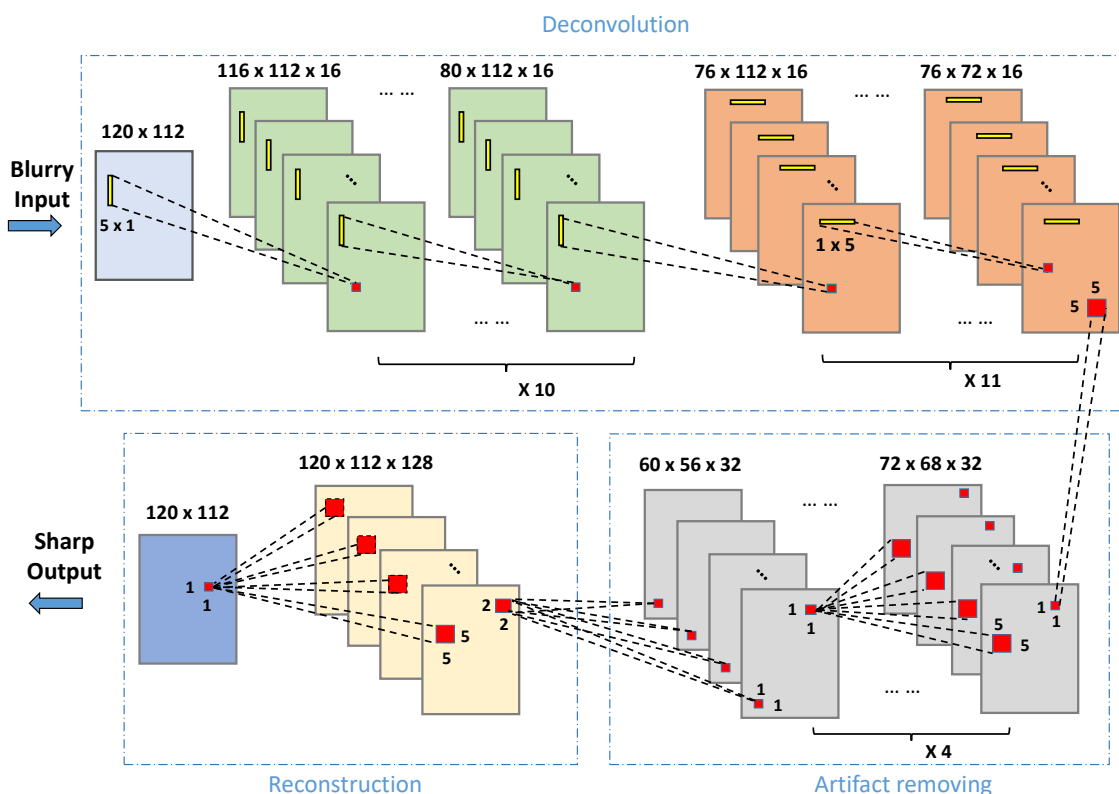 Deconvolution
116 x 112 x 16
... ...
80 x 112 x 16
76 x 112 x 16
... ...
76 x 72 x 16
120 x 112
Blurry
Input
5 x 1
1 x 5
5
5
... ...
... ...
X 10
X 11
120 x 112 x 128
60 x 56 x 32
... ...
72 x 68 x 32
120 x 112
Sharp
Output
1
1
2
2
5
5
1
1
1
1
5
5
1
1
... ...
X 4
Reconstruction
Artifact removing